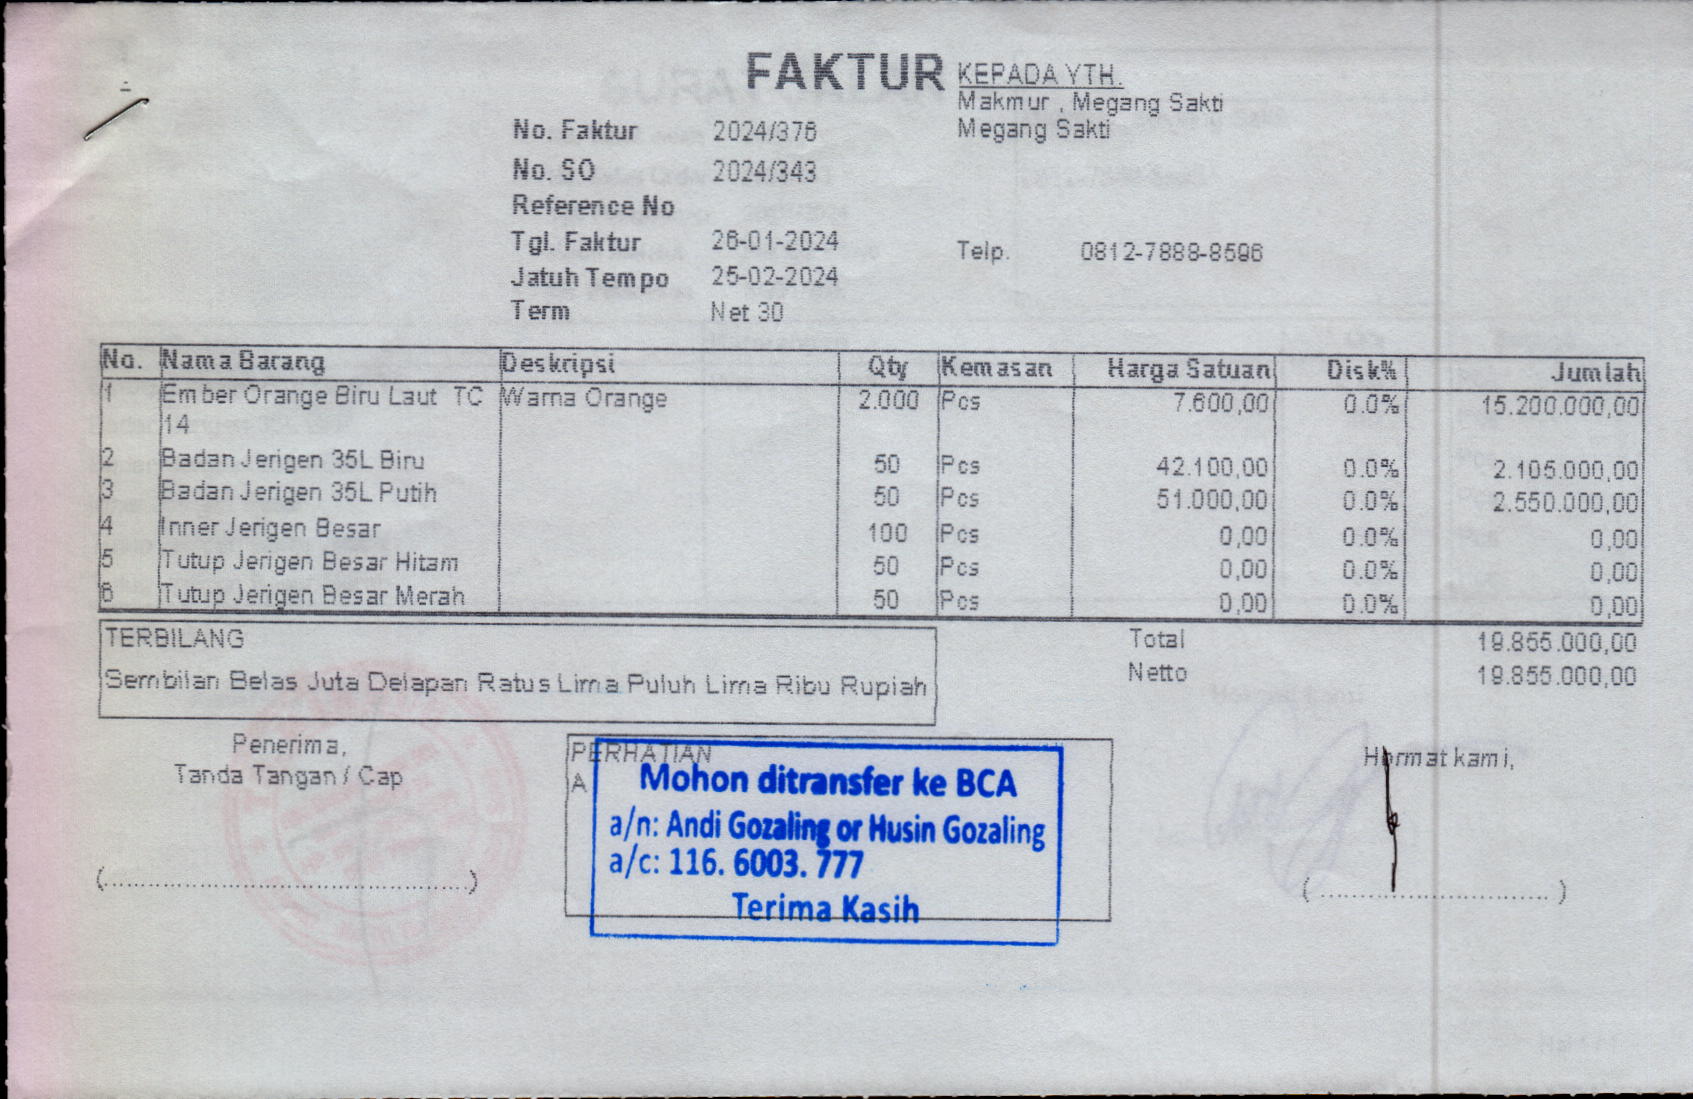 FAKTUR
KEPADA YTH.
Makmur , Megang Sakti
Megang Sakti
No. Faktur 2024/376
No. SO 2024/343
Reference No
Tgl. Faktur 26-01-2024
Telp. 0812-7888-8596
Jatuh Tempo 25-02-2024
Term Net 30
No. Nama Barang Deskripsi Qty Kemasan Harga Satuan Disk% Jumlah
1 Ember Orange Biru Laut TC Warna Orange 2.000 Pcs 7.600,00 0.0% 15.200.000,00
14
2 Badan Jerigen 35L Biru 50 Pcs 42.100,00 0.0% 2.105.000,00
3 Badan Jerigen 35L Putih 50 Pcs 51.000,00 0.0% 2.550.000,00
4 Inner Jerigen Besar 100 Pcs 0,00 0.0% 0,00
5 Tutup Jerigen Besar Hitam 50 Pcs 0,00 0.0% 0,00
6 Tutup Jerigen Besar Merah 50 Pcs 0,00 0.0% 0,00
TERBILANG
Sembilan Belas Juta Delapan Ratus Lima Puluh Lima Ribu Rupiah
Total 19.855.000,00
Netto 19.855.000,00
Penerima,
Tanda Tangan / Cap
PERHATIAN
A
Mohon ditransfer ke BCA
a/n: Andi Gozaling or Husin Gozaling
a/c: 116. 6003. 777
Terima Kasih
Hormat kami,